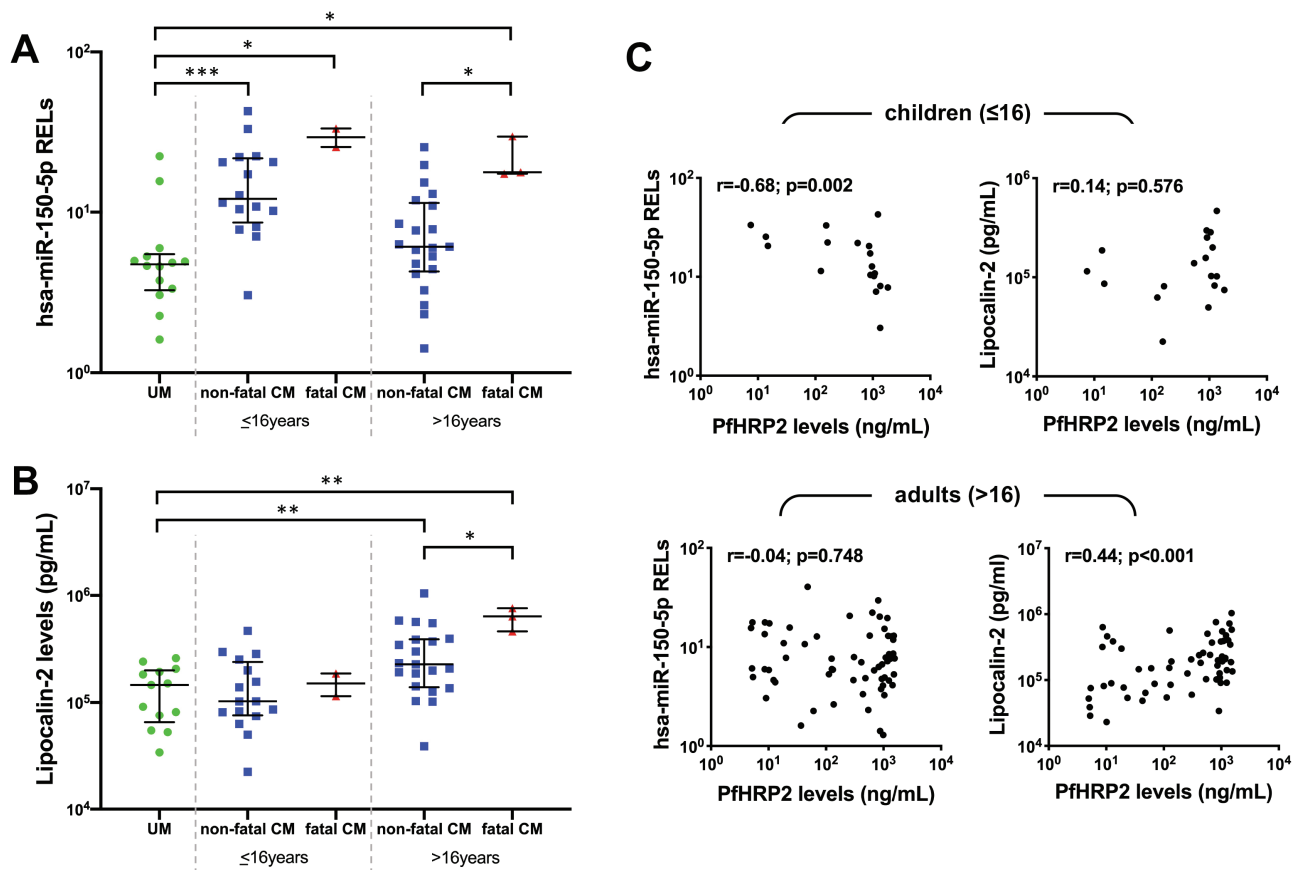 A
*
*
***
*
10²
10¹
10⁰
hsa-miR-150-5p RELs
UM
non-fatal CM
fatal CM
non-fatal CM
fatal CM
≤16years
>16years
B
**
**
*
10⁷
10⁶
10⁵
10⁴
Lipocalin-2 levels (pg/mL)
UM
non-fatal CM
fatal CM
non-fatal CM
fatal CM
≤16years
>16years
C
children (≤16)
r=-0.68; p=0.002
10²
10¹
10⁰
hsa-miR-150-5p RELs
10⁰ 10¹ 10² 10³ 10⁴
PfHRP2 levels (ng/mL)
r=0.14; p=0.576
10⁶
10⁵
10⁴
Lipocalin-2 (pg/mL)
10⁰ 10¹ 10² 10³ 10⁴
PfHRP2 levels (ng/mL)
adults (>16)
r=-0.04; p=0.748
10²
10¹
10⁰
hsa-miR-150-5p RELs
10⁰ 10¹ 10² 10³ 10⁴
PfHRP2 levels (ng/mL)
r=0.44; p<0.001
10⁷
10⁶
10⁵
10⁴
Lipocalin-2 (pg/ml)
10⁰ 10¹ 10² 10³ 10⁴
PfHRP2 levels (ng/mL)